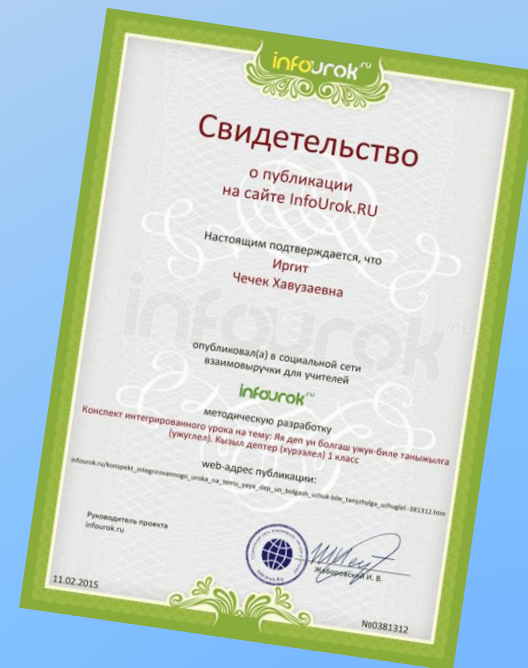 infourok.ru
Свидетельство
о публикации
на сайте InfoUrok.RU
Настоящим подтверждается, что
Иргит
Чечек Хавузаевна
infourok.ru
опубликовал(а) в социальной сети
взаимовыручки для учителей
infourok.ru
методическую разработку
Конспект интегрированного урока на тему: Яя деп ун болгаш ужук-биле таныжылга
(ужуглел). Кызыл дептер (хурээлел) 1 класс
web-адрес публикации:
infourok.ru/konspekt_integrirovannogo_uroka_na_temu_yaya_dep_un_bolgash_uzhuk-bile_tanyzhylga_uzhuglel.-381312.htm
Руководитель проекта
infourok.ru
Жаборовский И. В.
11.02.2015
№0381312